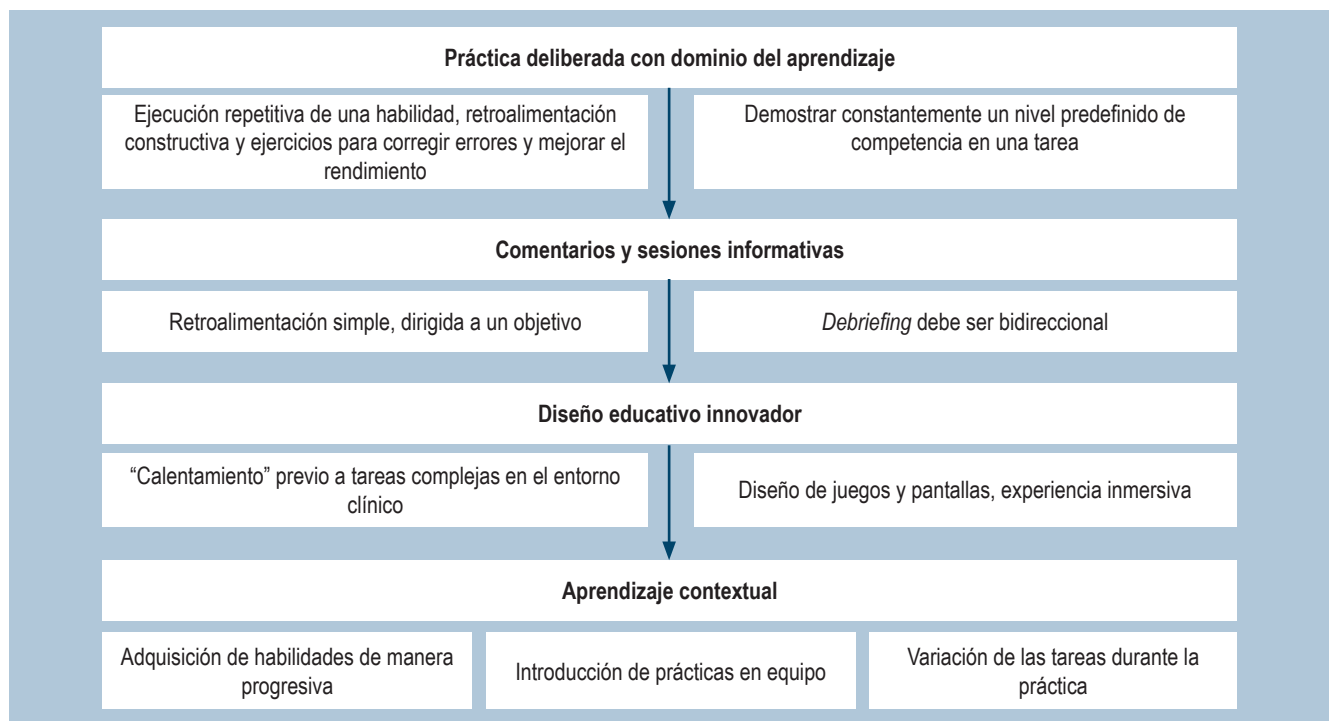 Práctica deliberada con dominio del aprendizaje
Ejecución repetitiva de una habilidad, retroalimentación
constructiva y ejercicios para corregir errores y mejorar el
rendimiento
Demostrar constantemente un nivel predefinido de
competencia en una tarea
Comentarios y sesiones informativas
Retroalimentación simple, dirigida a un objetivo
Debriefing debe ser bidireccional
Diseño educativo innovador
“Calentamiento” previo a tareas complejas en el entorno
clínico
Diseño de juegos y pantallas, experiencia inmersiva
Aprendizaje contextual
Adquisición de habilidades de manera
progresiva
Introducción de prácticas en equipo
Variación de las tareas durante la
práctica